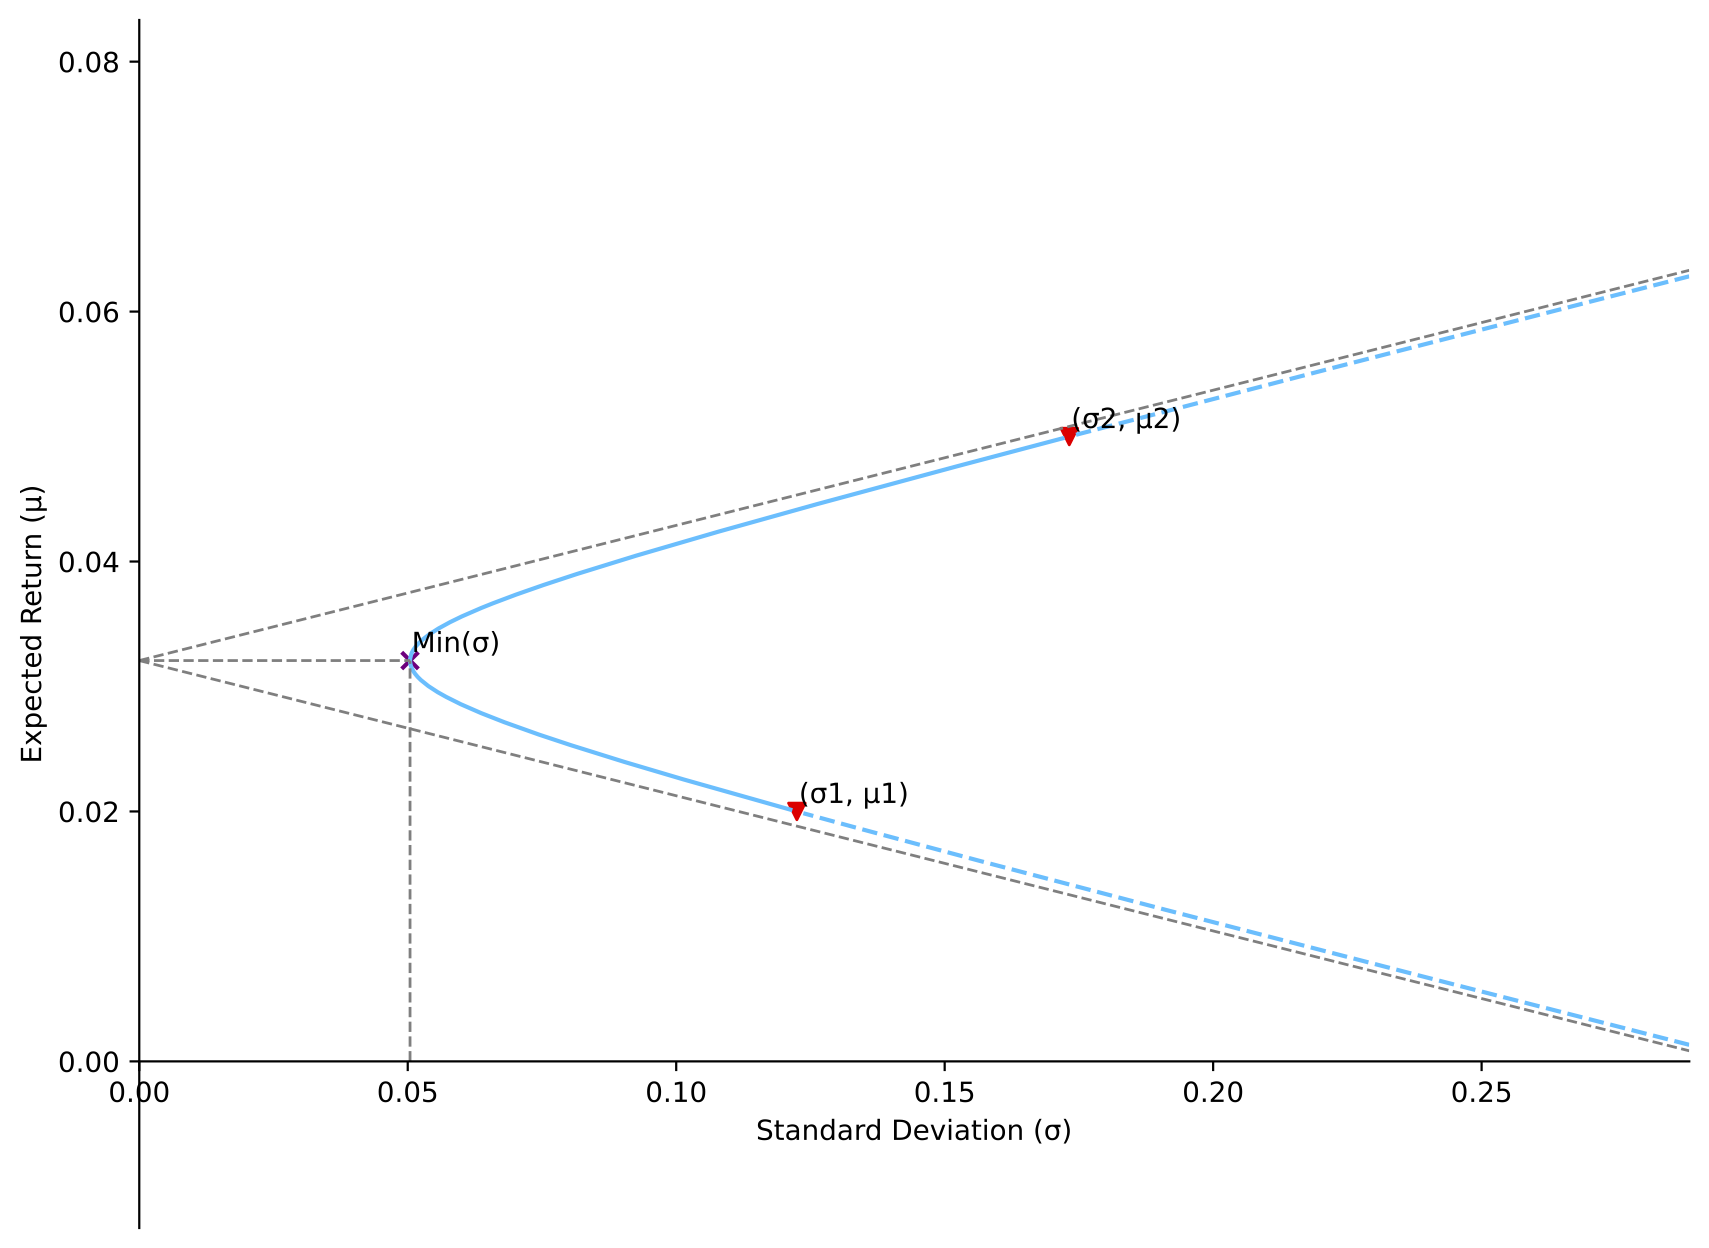 0.08
0.06
(σ2, μ2)
0.04
Expected Return (μ)
Min(σ)
(σ1, μ1)
0.02
0.00
0.00 0.05 0.10 0.15 0.20 0.25
Standard Deviation (σ)